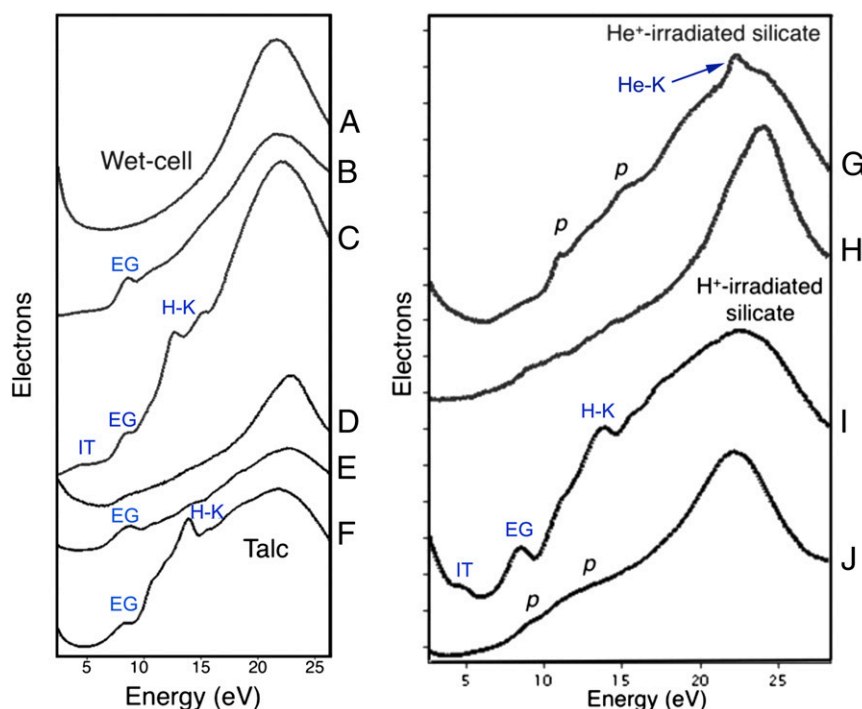 Wet-cell
A
B
EG
C
H-K
EG
IT
D
E
EG
H-K
F
Talc
EG
Electrons
5 10 15 20 25
Energy (eV)
He⁺-irradiated silicate
He-K
p
p
G
H
H⁺-irradiated
silicate
H-K
I
EG
IT
p
p
J
Electrons
5 10 15 20 25
Energy (eV)